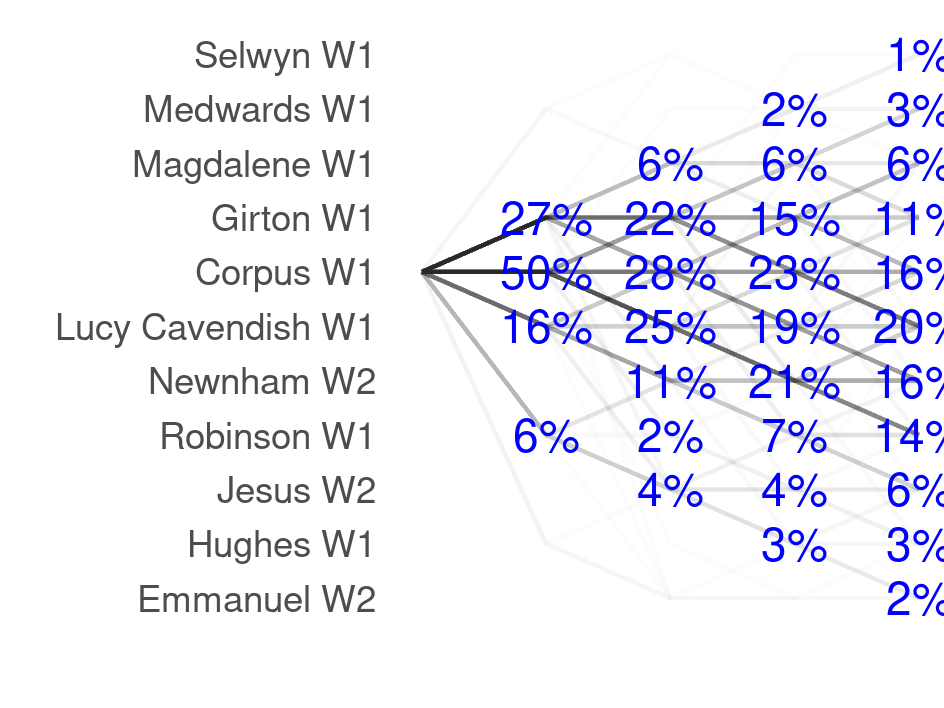 Selwyn W1 1%
Medwards W1 2% 3%
Magdalene W1 6% 6% 6%
Girton W1 27% 22% 15% 11%
Corpus W1 50% 28% 23% 16%
Lucy Cavendish W1 16% 25% 19% 20%
Newnham W2 11% 21% 16%
Robinson W1 6% 2% 7% 14%
Jesus W2 4% 4% 6%
Hughes W1 3% 3%
Emmanuel W2 2%